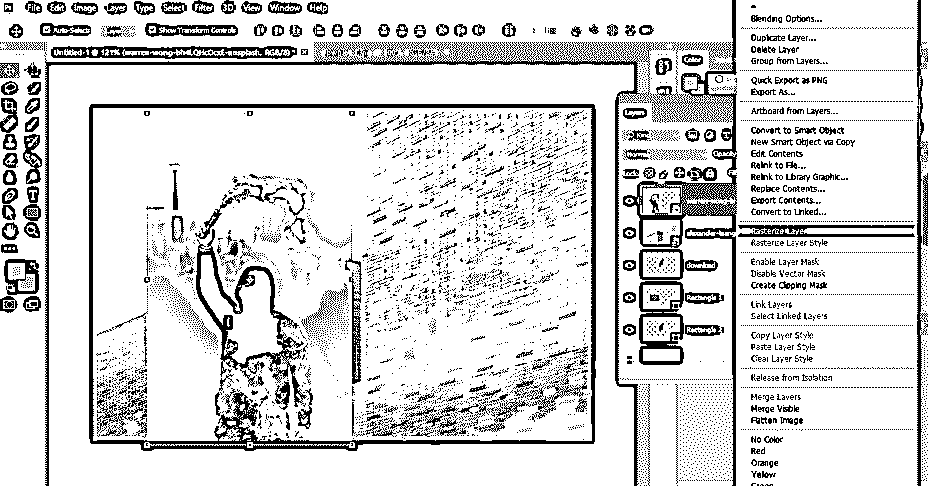 Ps File Edit Image Layer Type Select Filter 3D View Window Help
Auto-Select: Show Transform Controls
Color
Layers
download
Rectangle
Rectangle
Blending Options...
Duplicate Layer...
Delete Layer
Group from Layers...
Quick Export as PNG
Export As...
Artboard from Layers...
Convert to Smart Object
New Smart Object via Copy
Edit Contents
Relink to File...
Relink to Library Graphic...
Replace Contents...
Export Contents...
Convert to Linked...
Rasterize Layer
Rasterize Layer Style
Enable Layer Mask
Disable Vector Mask
Create Clipping Mask
Link Layers
Select Linked Layers
Copy Layer Style
Paste Layer Style
Clear Layer Style
Release from Isolation
Merge Layers
Merge Visible
Flatten Image
No Color
Red
Orange
Yellow